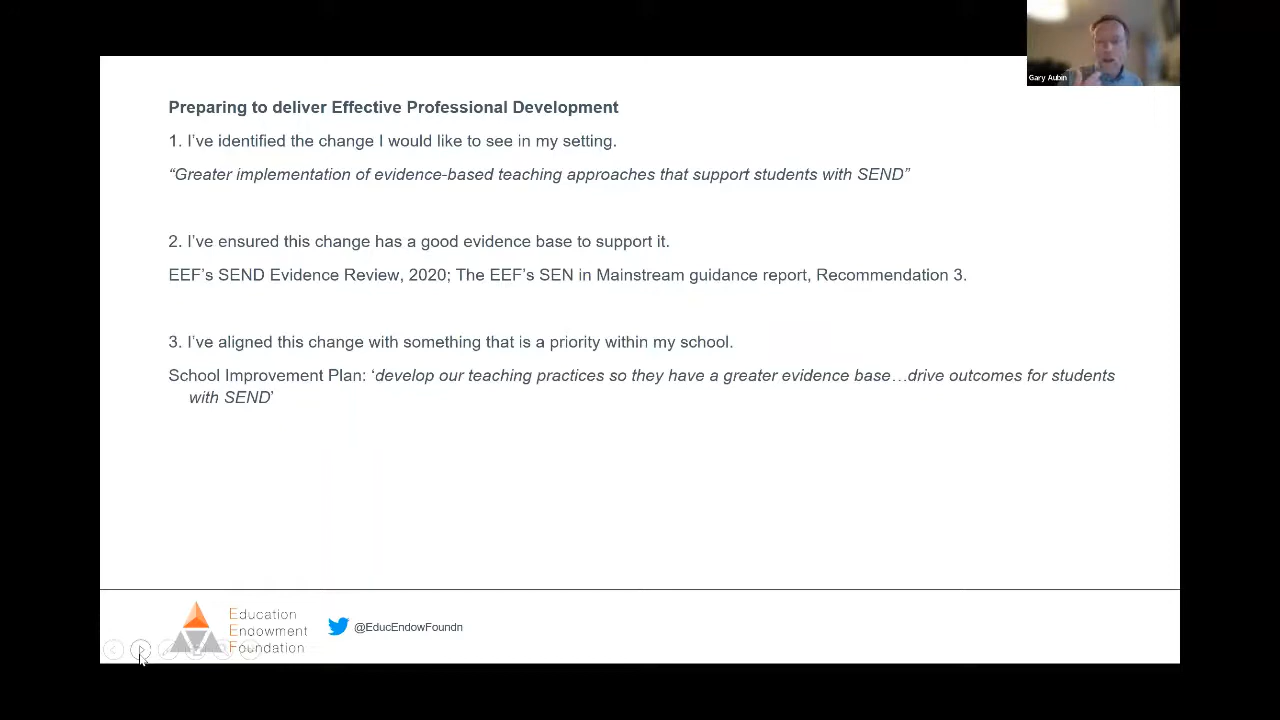 Gary Aubin
Preparing to deliver Effective Professional Development
1. I’ve identified the change I would like to see in my setting.
“Greater implementation of evidence-based teaching approaches that support students with SEND”
2. I’ve ensured this change has a good evidence base to support it.
EEF’s SEND Evidence Review, 2020; The EEF’s SEN in Mainstream guidance report, Recommendation 3.
3. I’ve aligned this change with something that is a priority within my school.
School Improvement Plan: ‘develop our teaching practices so they have a greater evidence base…drive outcomes for students
with SEND’
Education
Endowment
Foundation
@EducEndowFoundn